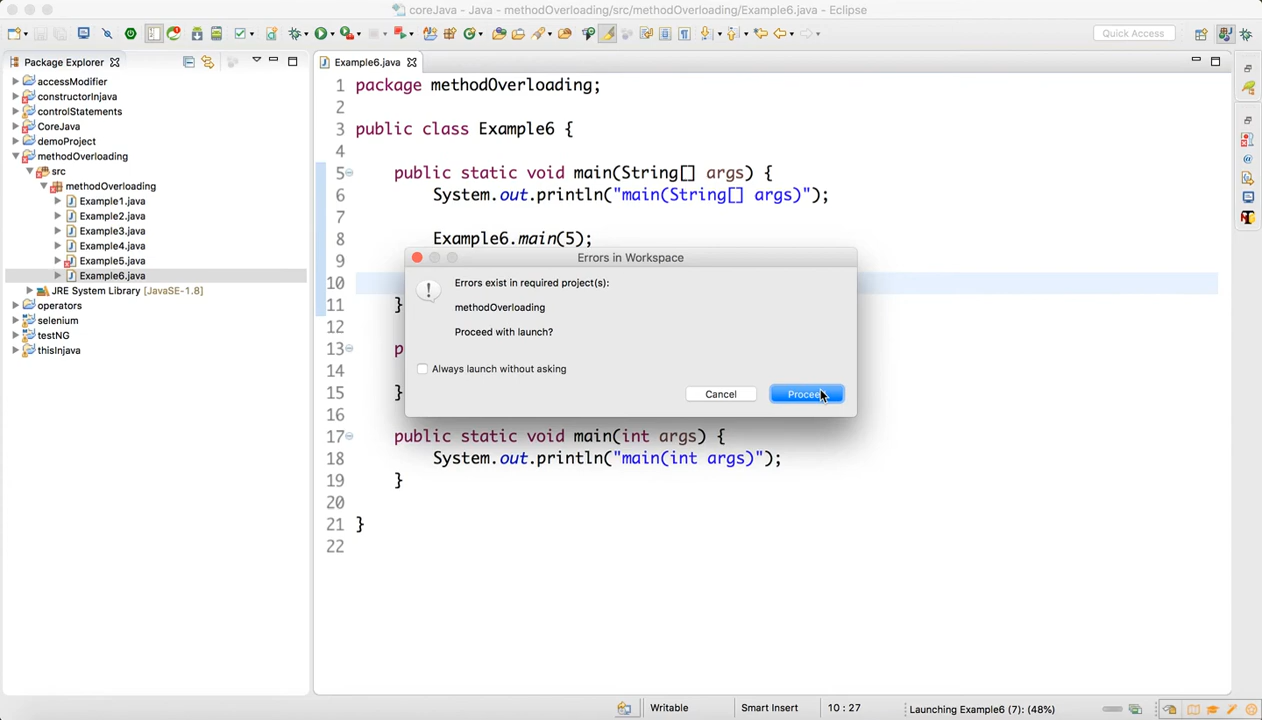 coreJava - Java - methodOverloading/src/methodOverloading/Example6.java - Eclipse
Quick Access
Package Explorer
Example6.java
accessModifier
constructorInjava
controlStatements
CoreJava
demoProject
methodOverloading
src
methodOverloading
Example1.java
Example2.java
Example3.java
Example4.java
Example5.java
Example6.java
JRE System Library [JavaSE-1.8]
operators
selenium
testNG
thisInjava
1 package methodOverloading;
2
3 public class Example6 {
4
5 public static void main(String[] args) {
6 System.out.println("main(String[] args)");
7
8 Example6.main(5);
9
10
11 }
12
13 p
14
15 }
16
17 public static void main(int args) {
18 System.out.println("main(int args)");
19 }
20
21 }
22
Errors in Workspace
Errors exist in required project(s):
methodOverloading
Proceed with launch?
Always launch without asking
Cancel
Writable
Smart Insert
10 : 27
Launching Example6 (7): (48%)